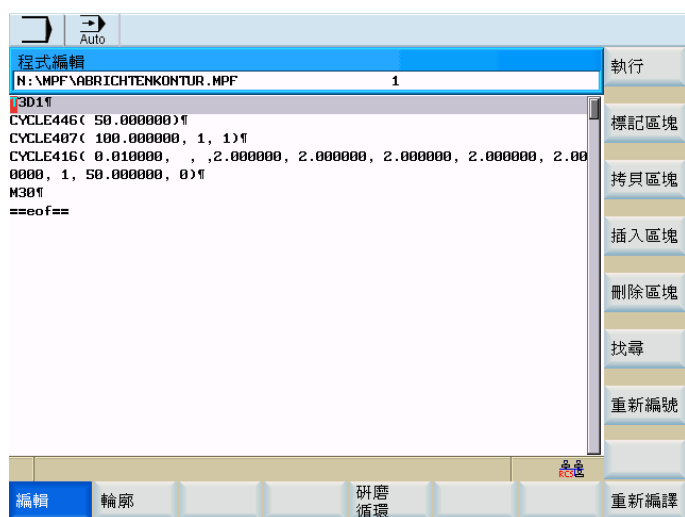 Auto
程式編輯
N:\MPF\ABRICHTENKONTUR.MPF 1
T3D1¶
CYCLE446( 50.000000)¶
CYCLE407( 100.000000, 1, 1)¶
CYCLE416( 0.010000, , ,2.000000, 2.000000, 2.000000, 2.000000, 2.00
0000, 1, 50.000000, 0)¶
M30¶
==eof==
執行
標記區塊
拷貝區塊
插入區塊
刪除區塊
找尋
重新編號
RCS
編輯
輪廓
研磨
循環
重新編譯